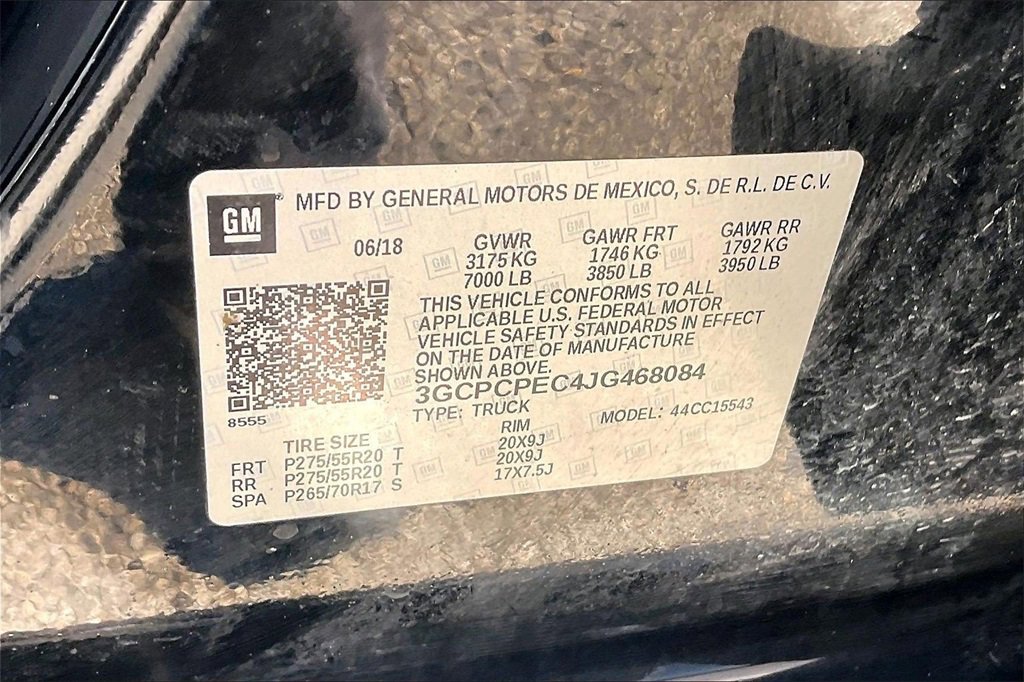 GM
MFD BY GENERAL MOTORS DE MEXICO, S. DE R.L. DE C.V.
06/18 GVWR GAWR FRT GAWR RR
3175 KG 1746 KG 1792 KG
7000 LB 3850 LB 3950 LB
THIS VEHICLE CONFORMS TO ALL
APPLICABLE U.S. FEDERAL MOTOR
VEHICLE SAFETY STANDARDS IN EFFECT
ON THE DATE OF MANUFACTURE
SHOWN ABOVE.
3GCPCPEC4JG468084
8555
TYPE: TRUCK MODEL: 44CC15543
TIRE SIZE RIM
FRT P275/55R20 T 20X9J
RR P275/55R20 T 20X9J
SPA P265/70R17 S 17X7.5J